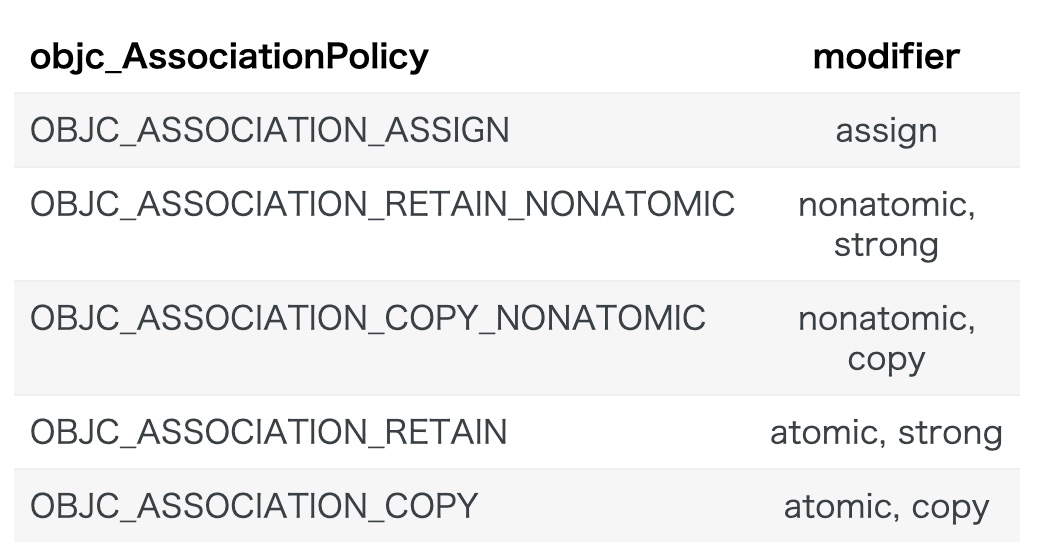 objc_AssociationPolicy modifier
OBJC_ASSOCIATION_ASSIGN assign
OBJC_ASSOCIATION_RETAIN_NONATOMIC nonatomic,
strong
OBJC_ASSOCIATION_COPY_NONATOMIC nonatomic,
copy
OBJC_ASSOCIATION_RETAIN atomic, strong
OBJC_ASSOCIATION_COPY atomic, copy